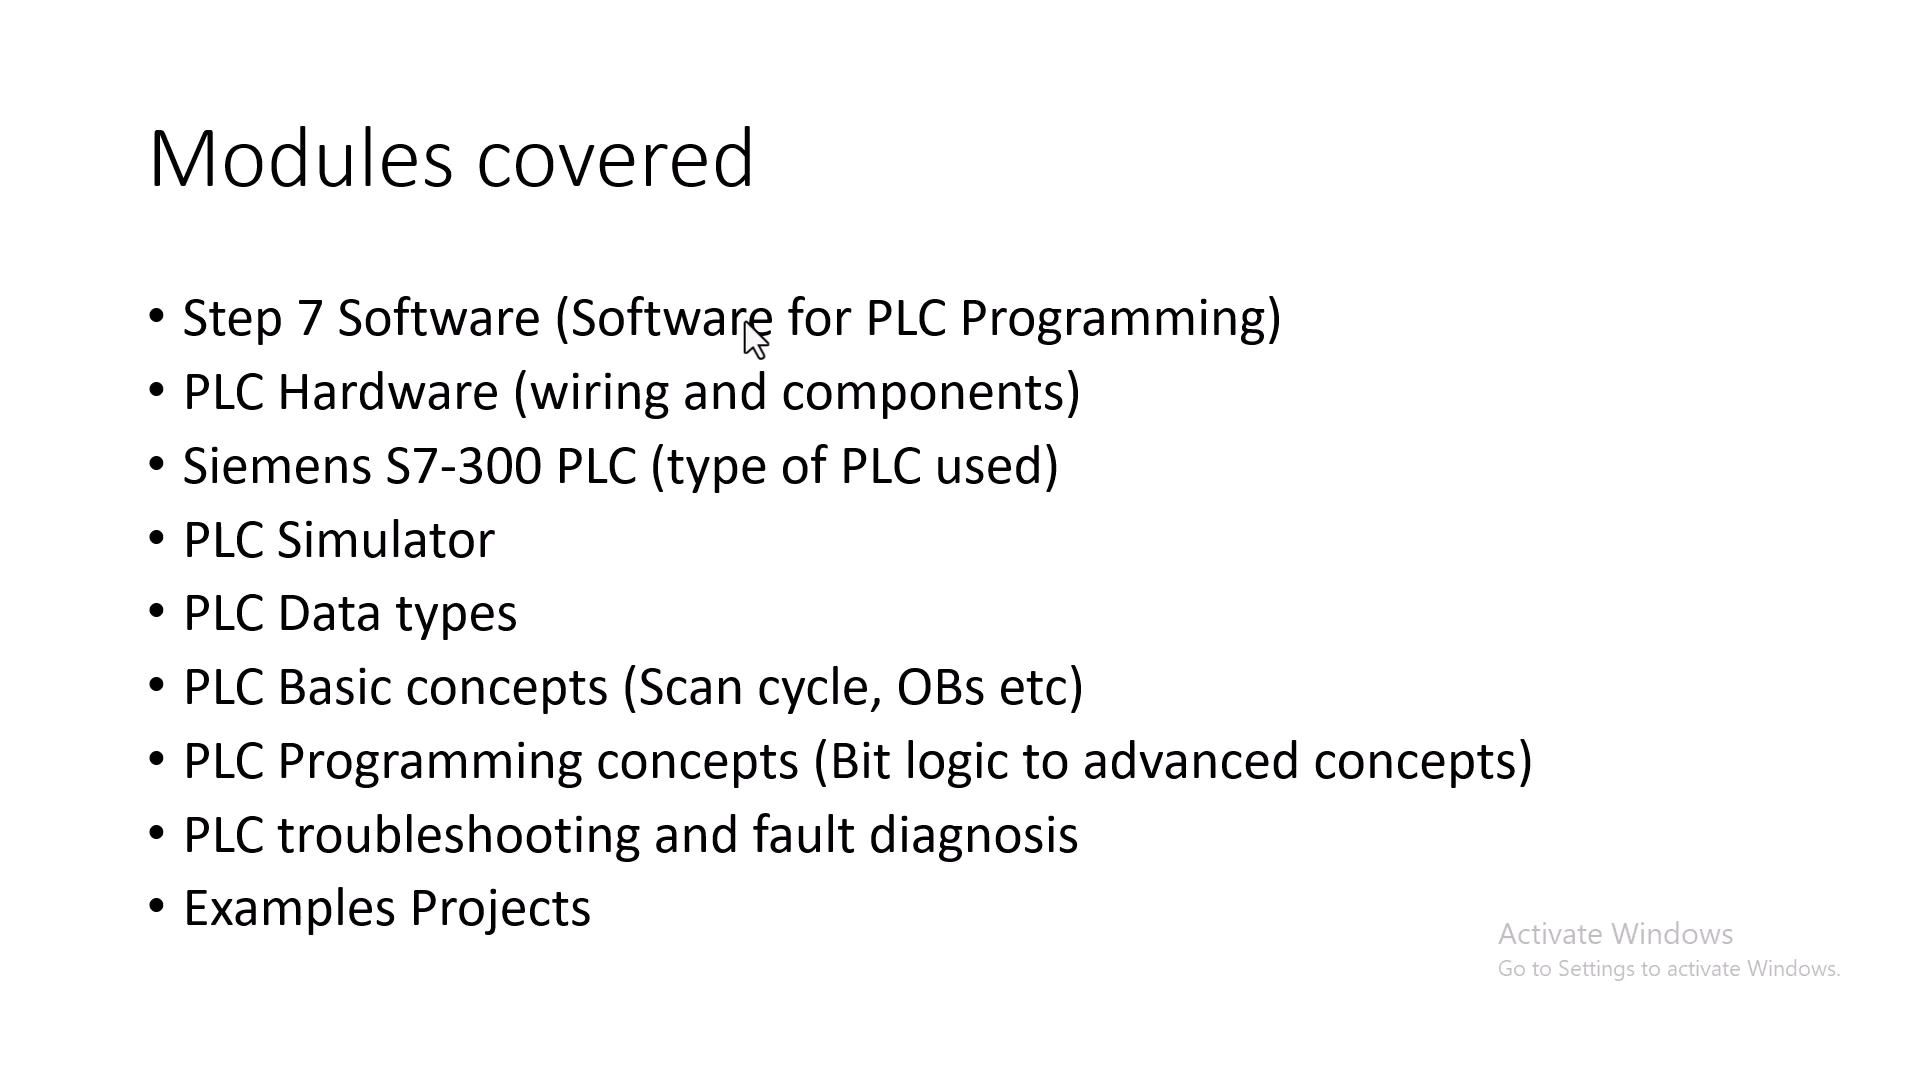 Modules covered
• Step 7 Software (Software for PLC Programming)
• PLC Hardware (wiring and components)
• Siemens S7-300 PLC (type of PLC used)
• PLC Simulator
• PLC Data types
• PLC Basic concepts (Scan cycle, OBs etc)
• PLC Programming concepts (Bit logic to advanced concepts)
• PLC troubleshooting and fault diagnosis
• Examples Projects
Activate Windows
Go to Settings to activate Windows.